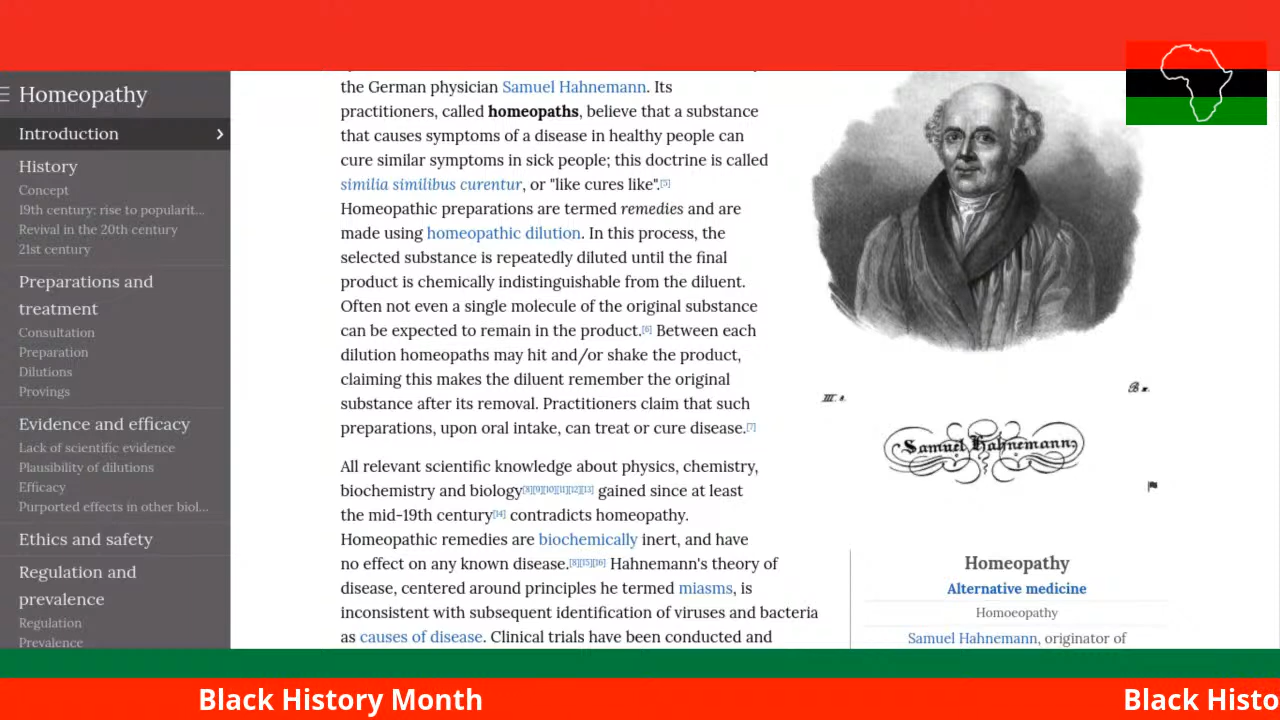 Homeopathy
Introduction
History
Concept
19th century: rise to popularit...
Revival in the 20th century
21st century
Preparations and
treatment
Consultation
Preparation
Dilutions
Provings
Evidence and efficacy
Lack of scientific evidence
Plausibility of dilutions
Efficacy
Purported effects in other biol...
Ethics and safety
Regulation and
prevalence
Regulation
Prevalence
the German physician Samuel Hahnemann. Its
practitioners, called homeopaths, believe that a substance
that causes symptoms of a disease in healthy people can
cure similar symptoms in sick people; this doctrine is called
similia similibus curentur, or "like cures like".[5]
Homeopathic preparations are termed remedies and are
made using homeopathic dilution. In this process, the
selected substance is repeatedly diluted until the final
product is chemically indistinguishable from the diluent.
Often not even a single molecule of the original substance
can be expected to remain in the product.[6] Between each
dilution homeopaths may hit and/or shake the product,
claiming this makes the diluent remember the original
substance after its removal. Practitioners claim that such
preparations, upon oral intake, can treat or cure disease.[7]
All relevant scientific knowledge about physics, chemistry,
biochemistry and biology[8][9][10][11][12][13] gained since at least
the mid-19th century[14] contradicts homeopathy.
Homeopathic remedies are biochemically inert, and have
no effect on any known disease.[8][15][16] Hahnemann's theory of
disease, centered around principles he termed miasms, is
inconsistent with subsequent identification of viruses and bacteria
as causes of disease. Clinical trials have been conducted and
Samuel Hahnemann
Homeopathy
Alternative medicine
Homoeopathy
Samuel Hahnemann, originator of
Black History Month
Black Histo